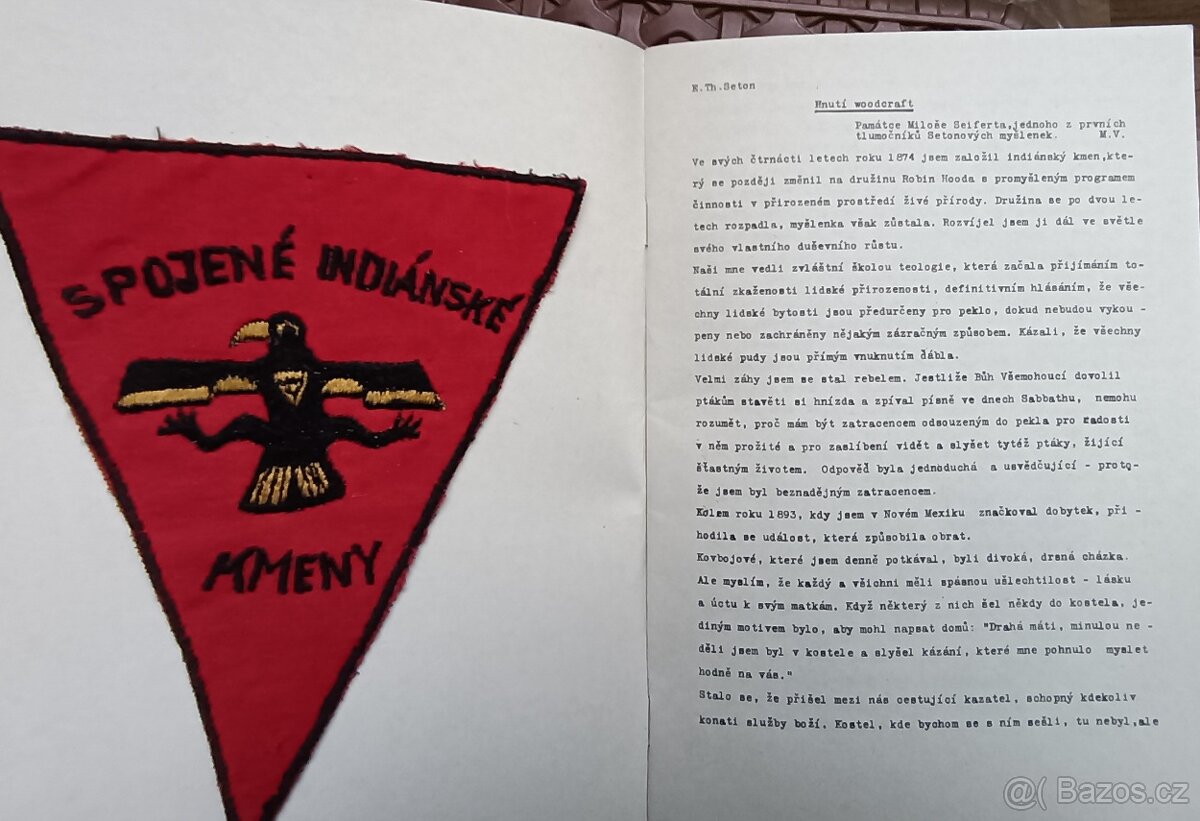 SPOJENÉ INDIÁNSKÉ
KMENY
E.Th.Seton
Hnutí woodcraft
Památce Miloše Seiferta,jednoho z prvních
tlumočníků Setonových myšlenek. M.V.
Ve svých čtrnácti letech roku 1874 jsem založil indiánský kmen,kte-
rý se později změnil na družinu Robin Hooda s promyšleným programem
činnosti v přirozeném prostředí živé přírody. Družina se po dvou le-
tech rozpadla, myšlenka však zůstala. Rozvíjel jsem ji dál ve světle
svého vlastního duševního růstu.
Naši mne vedli zvláštní školou teologie, která začala přijímáním to-
tální zkaženosti lidské přirozenosti, definitivním hlásáním, že vše-
chny lidské bytosti jsou předurčeny pro peklo, dokud nebudou vykou -
peny nebo zachráněny nějakým zázračným způsobem. Kázali, že všechny
lidské pudy jsou přímým vnuknutím ďábla.
Velmi záhy jsem se stal rebelem. Jestliže Bůh Všemohoucí dovolil
ptákům stavěti si hnízda a zpíval písně ve dnech Sabbathu, nemohu
rozumět, proč mám být zatracencem odsouzeným do pekla pro radosti
v něm prožité a pro zaslíbení vidět a slyšet tytéž ptáky, žijící
šťastným životem. Odpověď byla jednoduchá a usvědčující - proto-
že jsem byl beznadějným zatracencem.
Kolem roku 1893, kdy jsem v Novém Mexiku značkoval dobytek, při -
hodila se událost, která způsobila obrat.
Kovbojové, které jsem denně potkával, byli divoká, drsná cházka.
Ale myslím, že každý a všichni měli spásnou ušlechtilost - lásku
a úctu k svým matkám. Když některý z nich šel někdy do kostela, je-
diným motivem bylo, aby mohl napsat domů: "Drahá máti, minulou ne -
děli jsem byl v kostele a slyšel kázání, které mne pohnulo myslet
hodně na vás."
Stalo se, že přišel mezi nás cestující kazatel, schopný kdekoliv
konati služby boží. Kostel, kde bychom se s ním sešli, tu nebyl,ale
Bazos.cz